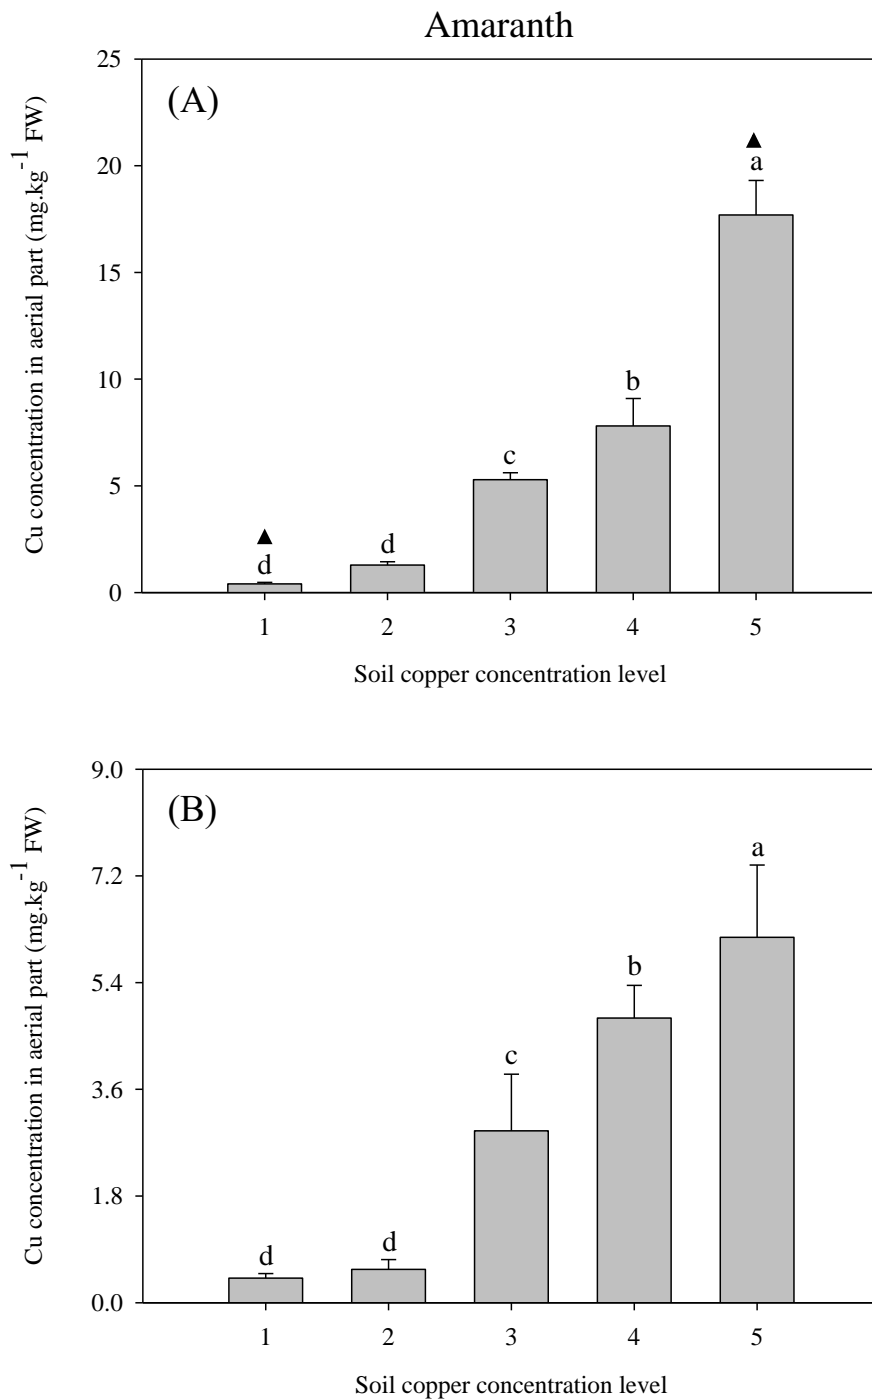 Amaranth
(A)
Cu concentration in aerial part (mg.kg⁻¹ FW)
25
20
15
10
5
0
▲
a
b
c
▲
d
d
1 2 3 4 5
Soil copper concentration level
(B)
Cu concentration in aerial part (mg.kg⁻¹ FW)
9.0
7.2
5.4
3.6
1.8
0.0
a
b
c
d
d
1 2 3 4 5
Soil copper concentration level